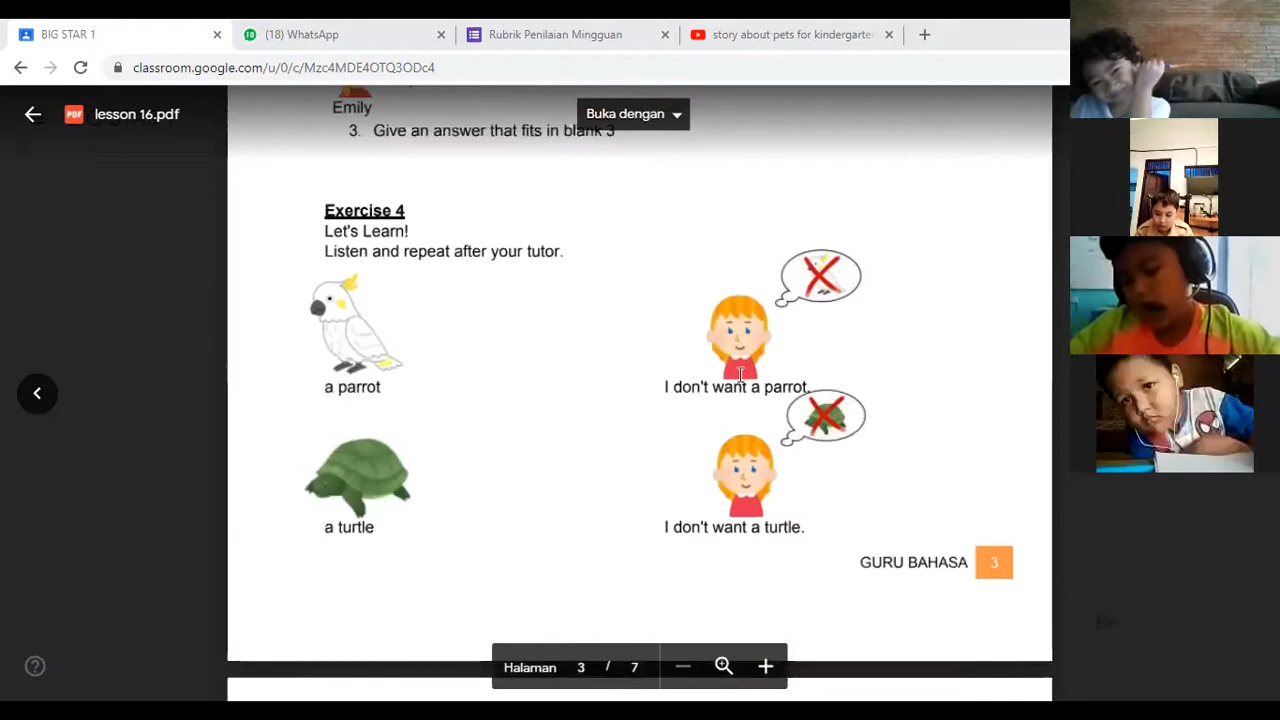 BIG STAR 1
18
(18) WhatsApp
Rubrik Penilaian Mingguan
story about pets for kindergarte
classroom.google.com/u/0/c/Mzc4MDE4OTQ3ODc4
PDF
lesson 16.pdf
Buka dengan
Emily
3. Give an answer that fits in blank 3
Exercise 4
Let's Learn!
Listen and repeat after your tutor.
a parrot
I don't want a parrot.
a turtle
I don't want a turtle.
GURU BAHASA 3
Halaman 3 / 7